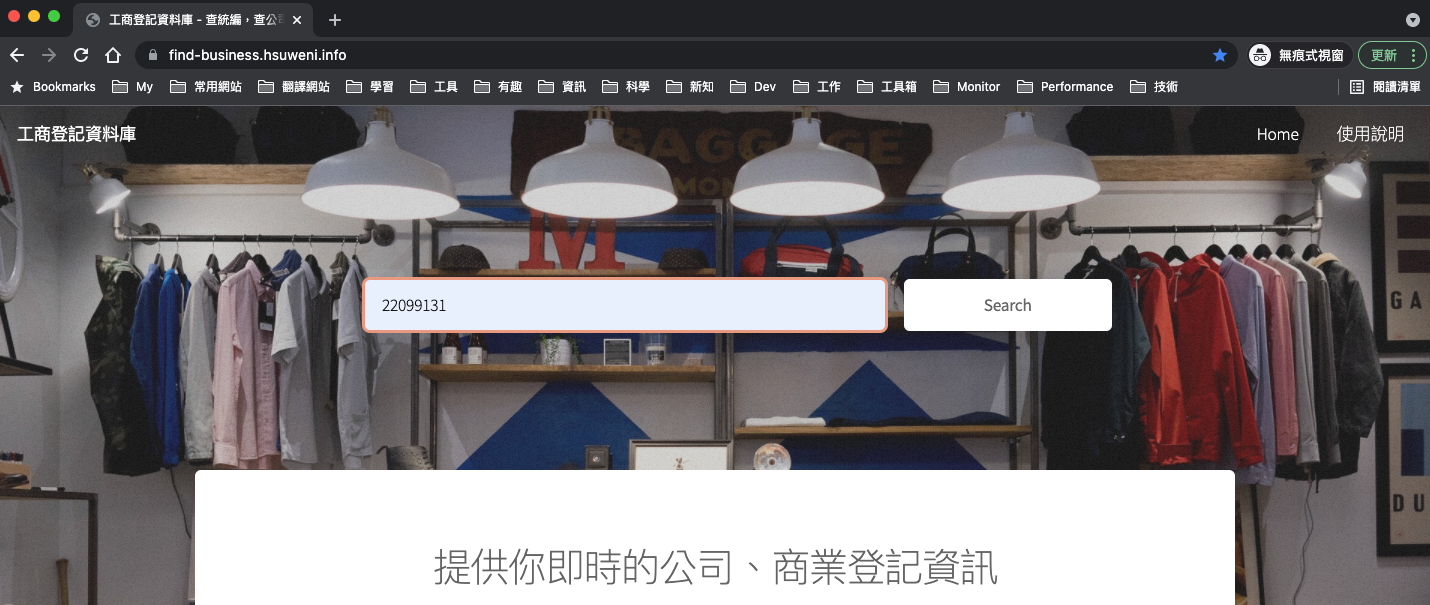 工商登記資料庫 - 查統編，查公司
find-business.hsuweni.info
無痕式視窗
更新
Bookmarks
My
常用網站
翻譯網站
學習
工具
有趣
資訊
科學
新知
Dev
工作
工具箱
Monitor
Performance
技術
閱讀清單
工商登記資料庫
Home
使用說明
BAGGAGE
MON
M
22099131
Search
GA
DU
提供你即時的公司、商業登記資訊